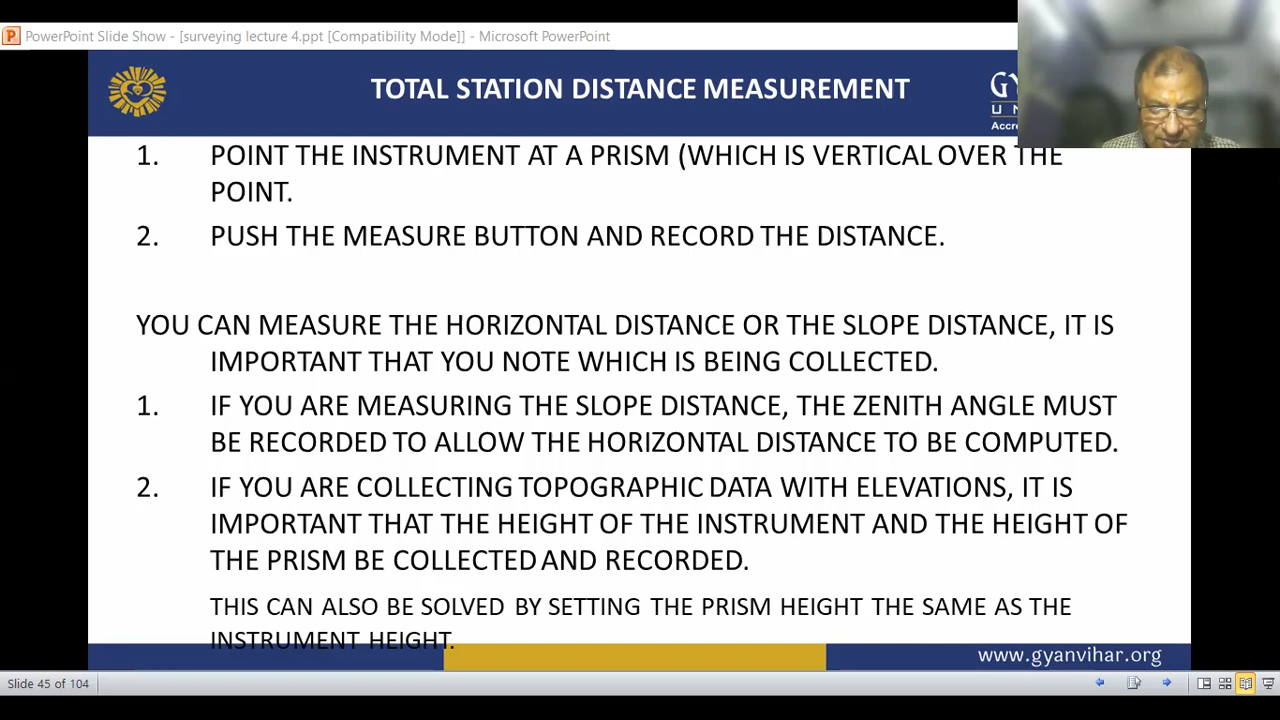 PowerPoint Slide Show - [surveying lecture 4.ppt [Compatibility Mode]] - Microsoft PowerPoint
TOTAL STATION DISTANCE MEASUREMENT
1. POINT THE INSTRUMENT AT A PRISM (WHICH IS VERTICAL OVER THE
POINT.
2. PUSH THE MEASURE BUTTON AND RECORD THE DISTANCE.
YOU CAN MEASURE THE HORIZONTAL DISTANCE OR THE SLOPE DISTANCE, IT IS
IMPORTANT THAT YOU NOTE WHICH IS BEING COLLECTED.
1. IF YOU ARE MEASURING THE SLOPE DISTANCE, THE ZENITH ANGLE MUST
BE RECORDED TO ALLOW THE HORIZONTAL DISTANCE TO BE COMPUTED.
2. IF YOU ARE COLLECTING TOPOGRAPHIC DATA WITH ELEVATIONS, IT IS
IMPORTANT THAT THE HEIGHT OF THE INSTRUMENT AND THE HEIGHT OF
THE PRISM BE COLLECTED AND RECORDED.
THIS CAN ALSO BE SOLVED BY SETTING THE PRISM HEIGHT THE SAME AS THE
INSTRUMENT HEIGHT.
www.gyanvihar.org
Slide 45 of 104